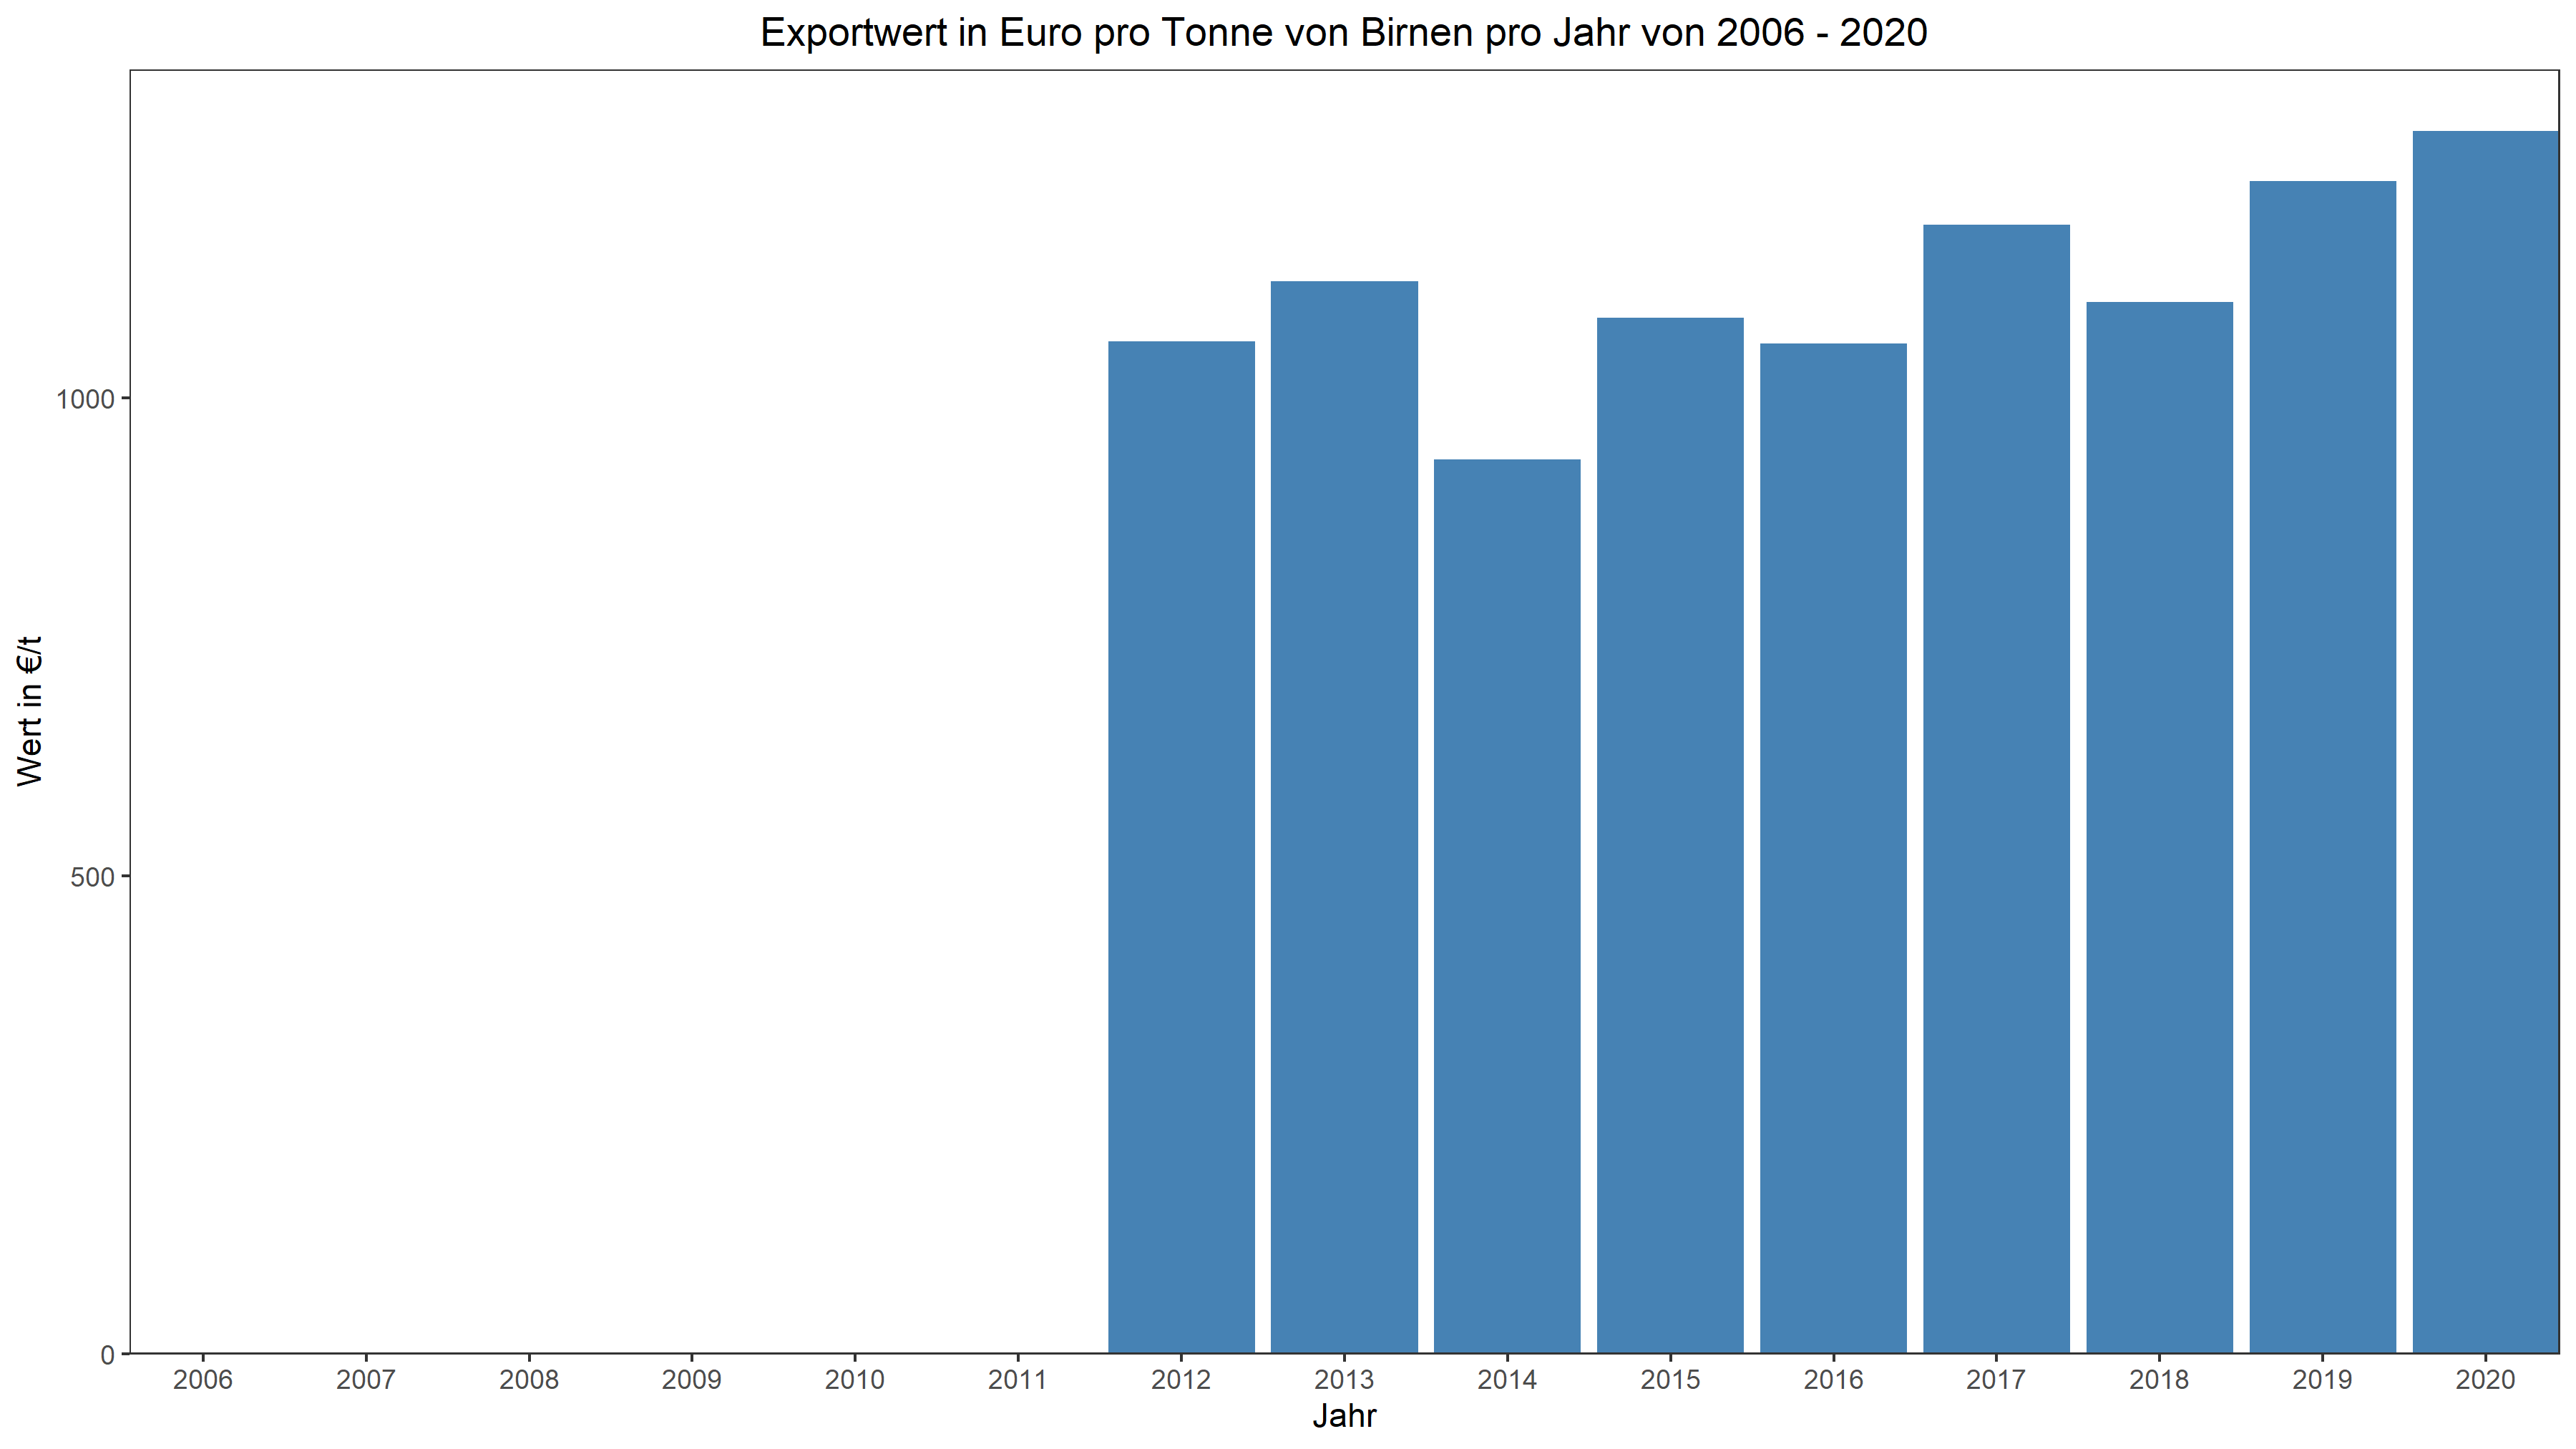 Exportwert in Euro pro Tonne von Birnen pro Jahr von 2006 - 2020
Wert in €/t
1000
500
0
2006 2007 2008 2009 2010 2011 2012 2013 2014 2015 2016 2017 2018 2019 2020
Jahr